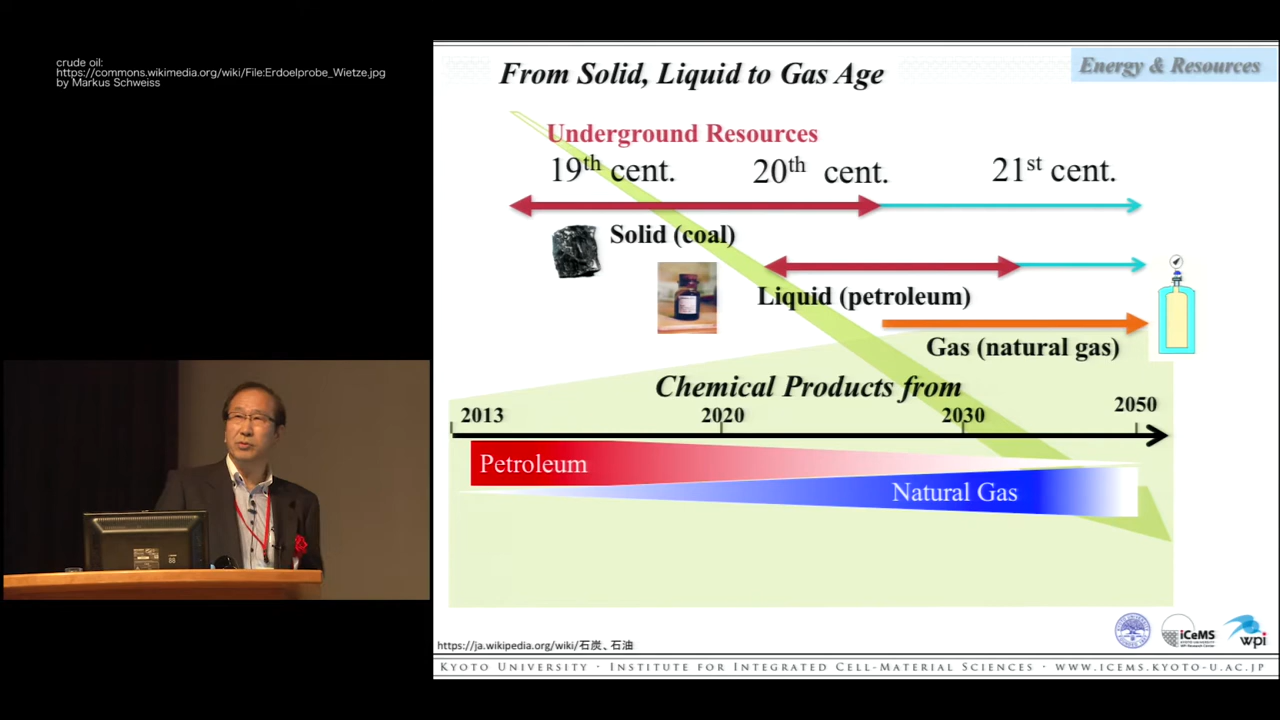 crude oil:
https://commons.wikimedia.org/wiki/File:Erdoelprobe_Wietze.jpg
by Markus Schweiss
From Solid, Liquid to Gas Age
Energy & Resources
Underground Resources
19th cent.
20th cent.
21st cent.
Solid (coal)
Liquid (petroleum)
Gas (natural gas)
Chemical Products from
2013
2020
2030
2050
Petroleum
Natural Gas
88
https://ja.wikipedia.org/wiki/石炭、石油
iCeMS
wpi
KYOTO UNIVERSITY · INSTITUTE FOR INTEGRATED CELL-MATERIAL SCIENCES · WWW.ICEMS.KYOTO-U.AC.JP